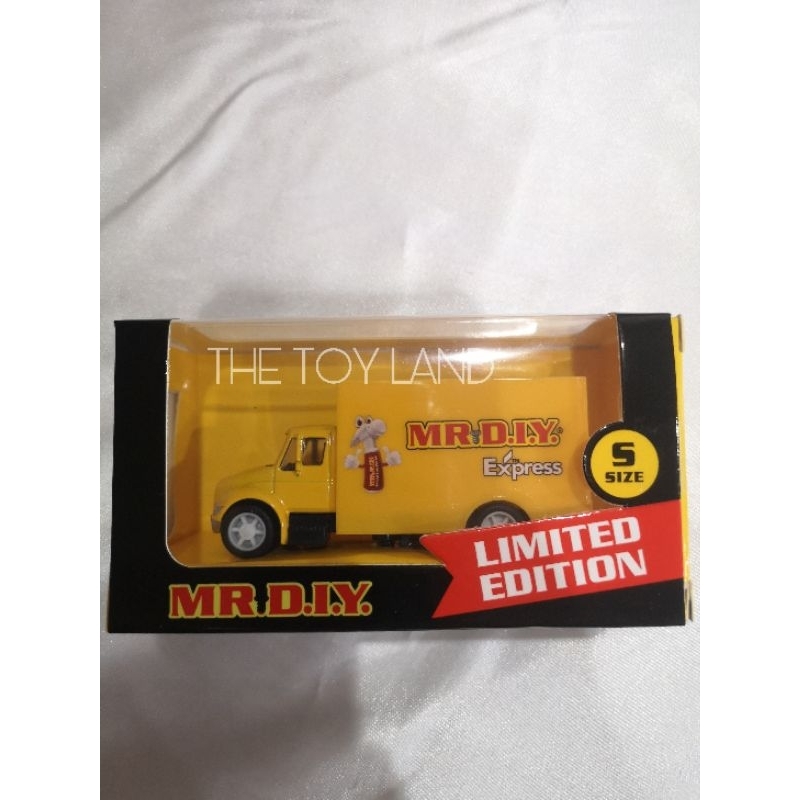 THE TOY LAND
MR.D.I.Y.
Express
S
SIZE
LIMITED
EDITION
MR.D.I.Y.